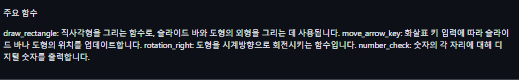 주요 함수
draw_rectangle: 직사각형을 그리는 함수로, 슬라이드 바와 도형의 외형을 그리는 데 사용됩니다. move_arrow_key: 화살표 키 입력에 따라 슬라이
드 바나 도형의 위치를 업데이트합니다. rotation_right: 도형을 시계방향으로 회전시키는 함수입니다. number_check: 숫자의 각 자리에 대해 디
지털 숫자를 출력합니다.